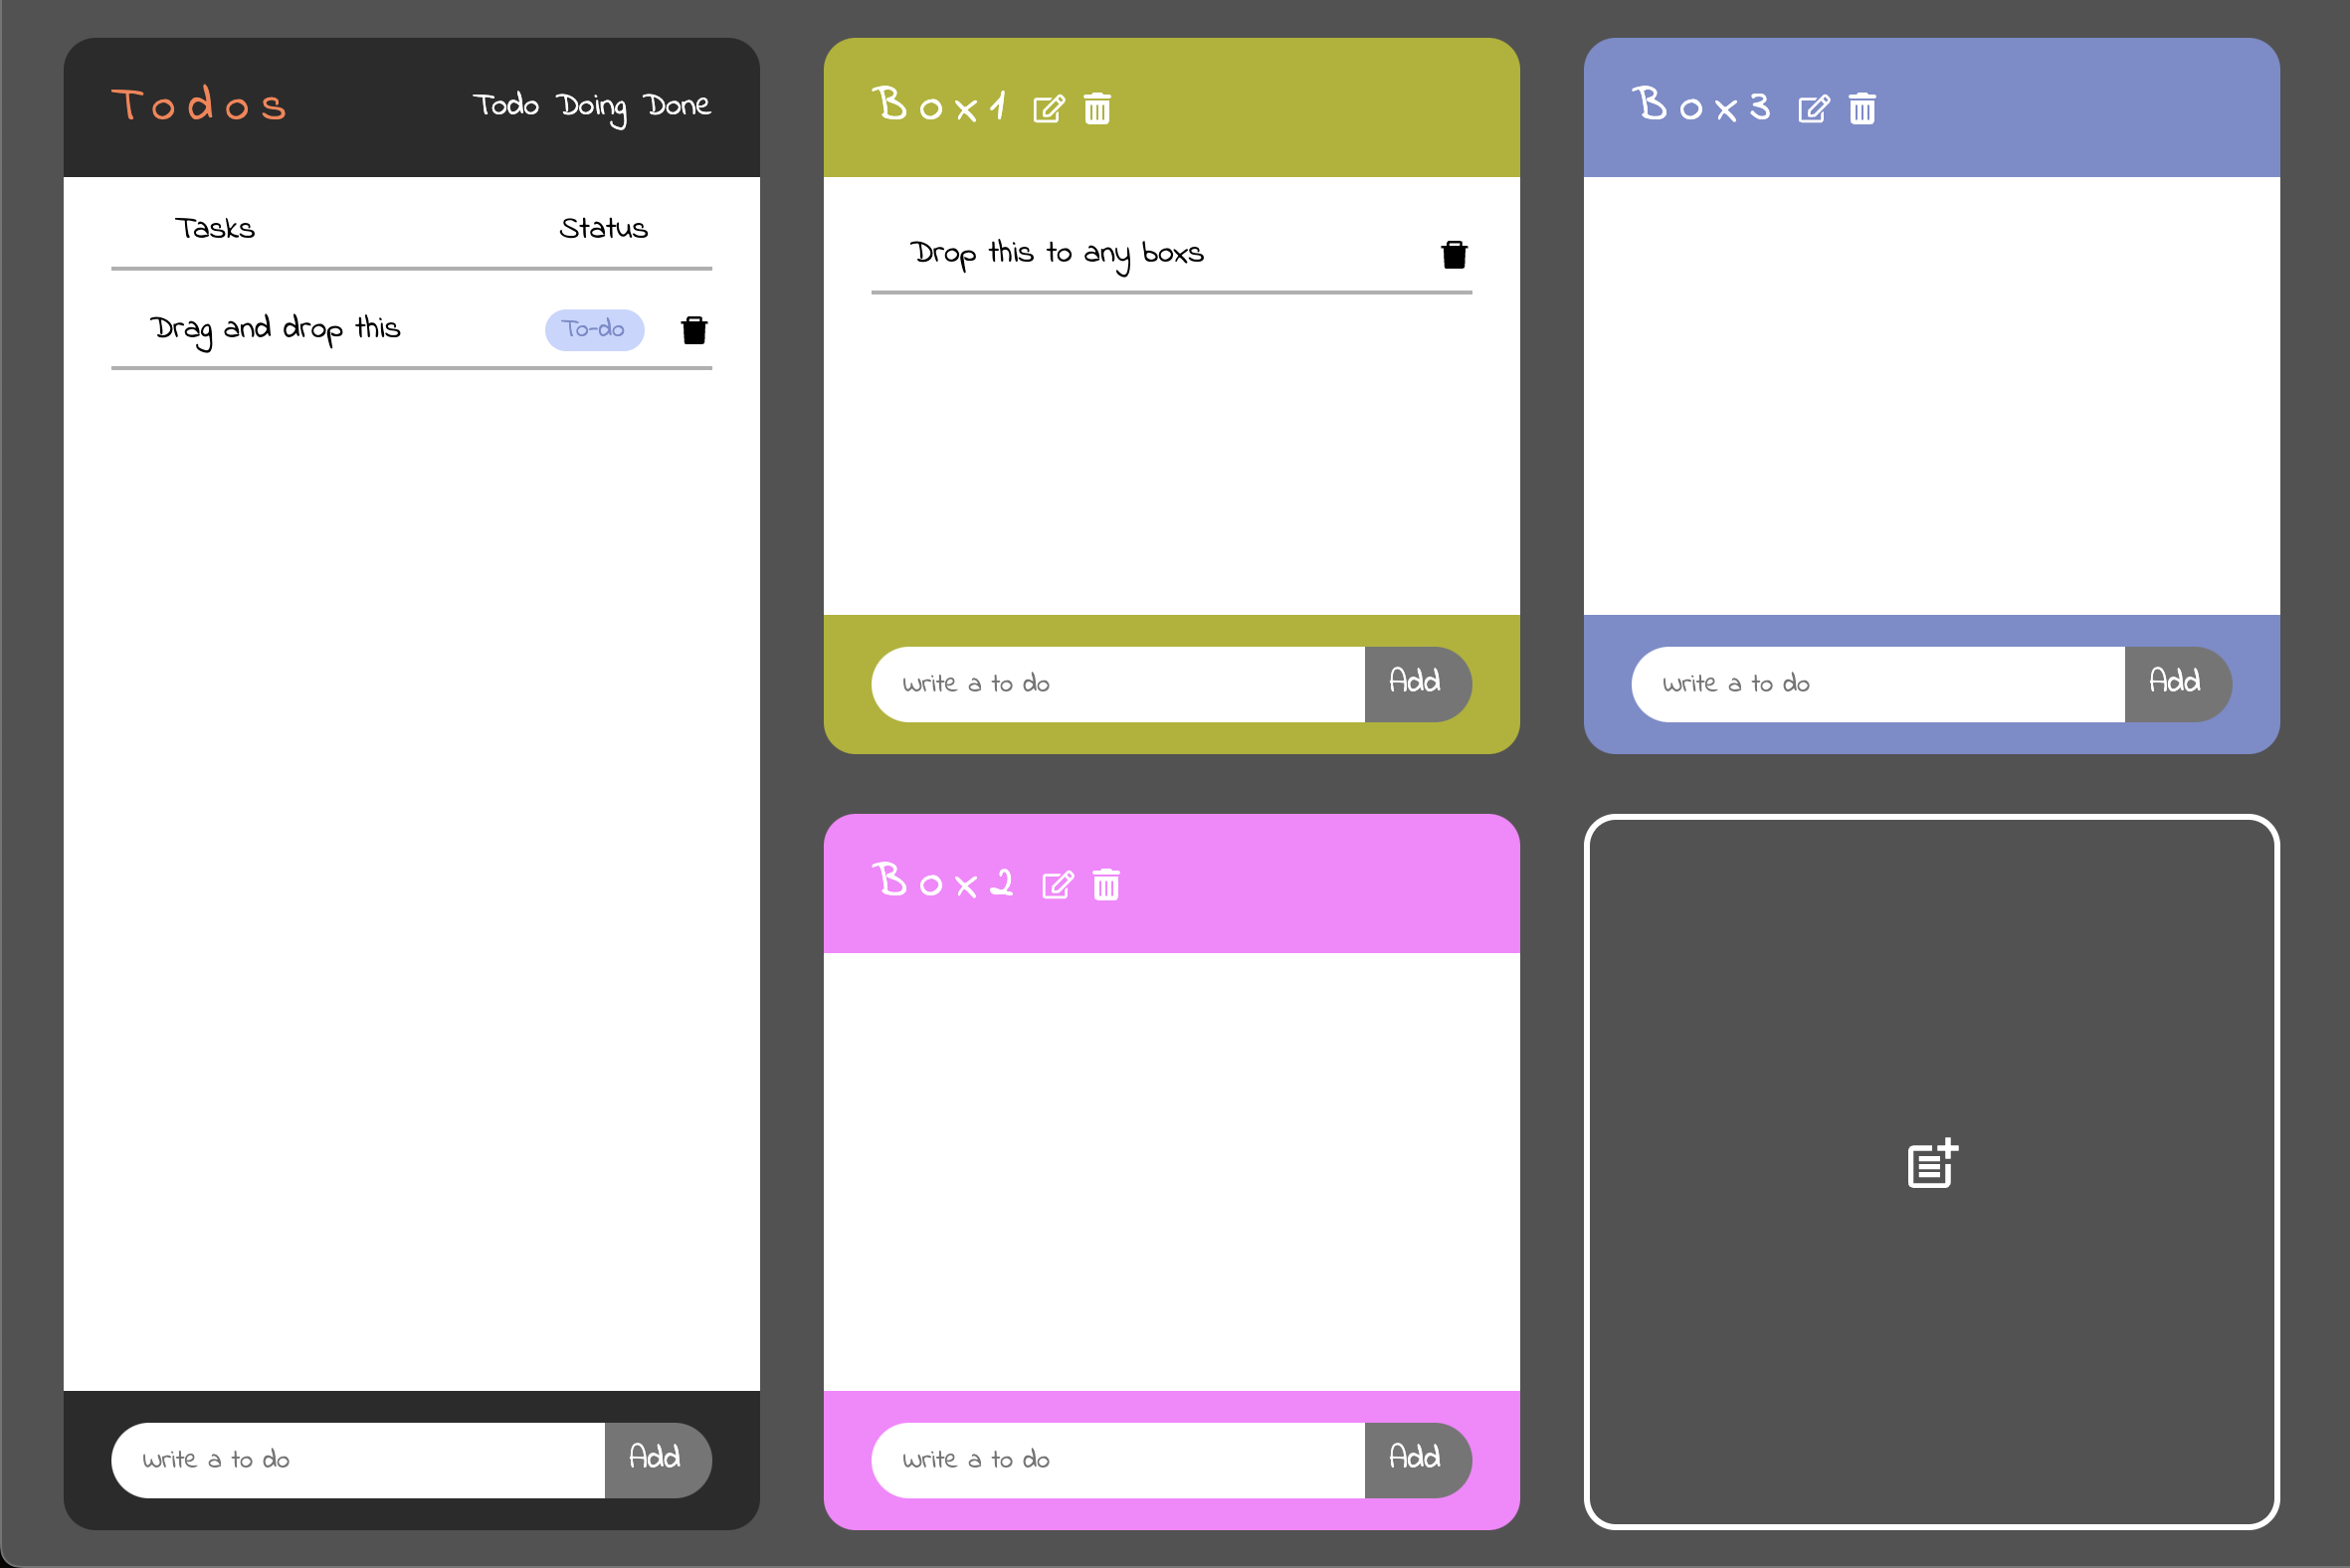 Todos
Todo Doing Done
Tasks Status
Drag and drop this To-do
write a to do Add
Box1
Drop this to any boxs
write a to do Add
Box2
write a to do Add
Box3
write a to do Add